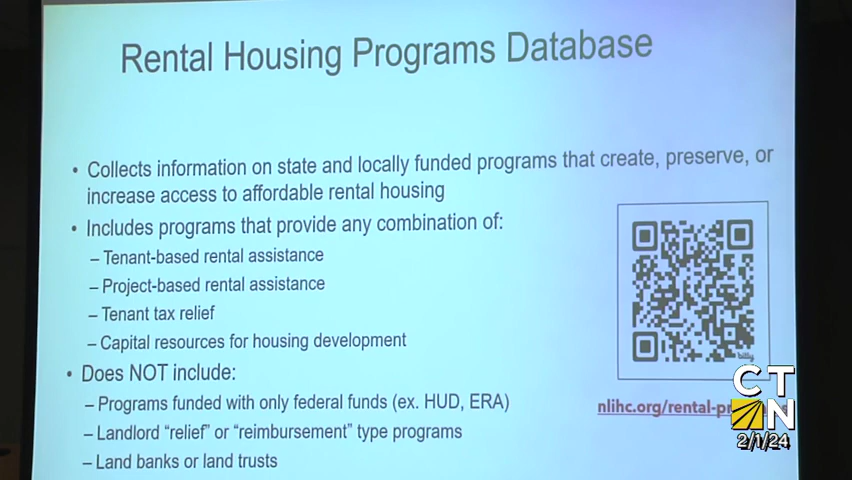 Rental Housing Programs Database
• Collects information on state and locally funded programs that create, preserve, or
increase access to affordable rental housing
• Includes programs that provide any combination of:
– Tenant-based rental assistance
– Project-based rental assistance
– Tenant tax relief
– Capital resources for housing development
• Does NOT include:
– Programs funded with only federal funds (ex. HUD, ERA)
– Landlord “relief” or “reimbursement” type programs
– Land banks or land trusts
bitly
nlihc.org/rental-pr
CT
N
2/1/24